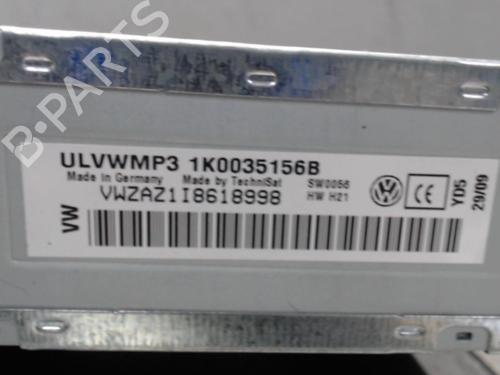 B-PARTS
ULVWMP3 1K0035156B
Made in Germany Made by TechniSat SW0056
VWZAZ1I8618998 HW H21
VW
CE
YD5
29/09